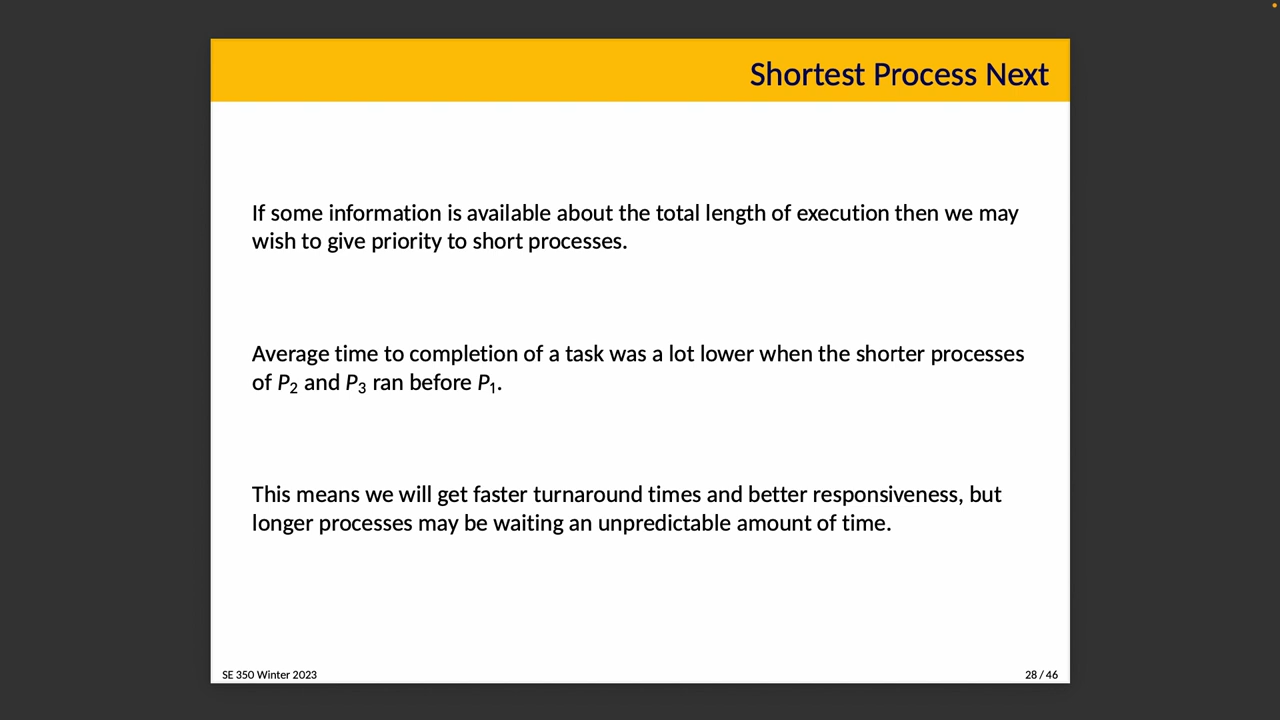 Shortest Process Next
If some information is available about the total length of execution then we may
wish to give priority to short processes.
Average time to completion of a task was a lot lower when the shorter processes
of P₂ and P₃ ran before P₁.
This means we will get faster turnaround times and better responsiveness, but
longer processes may be waiting an unpredictable amount of time.
SE 350 Winter 2023
28 / 46